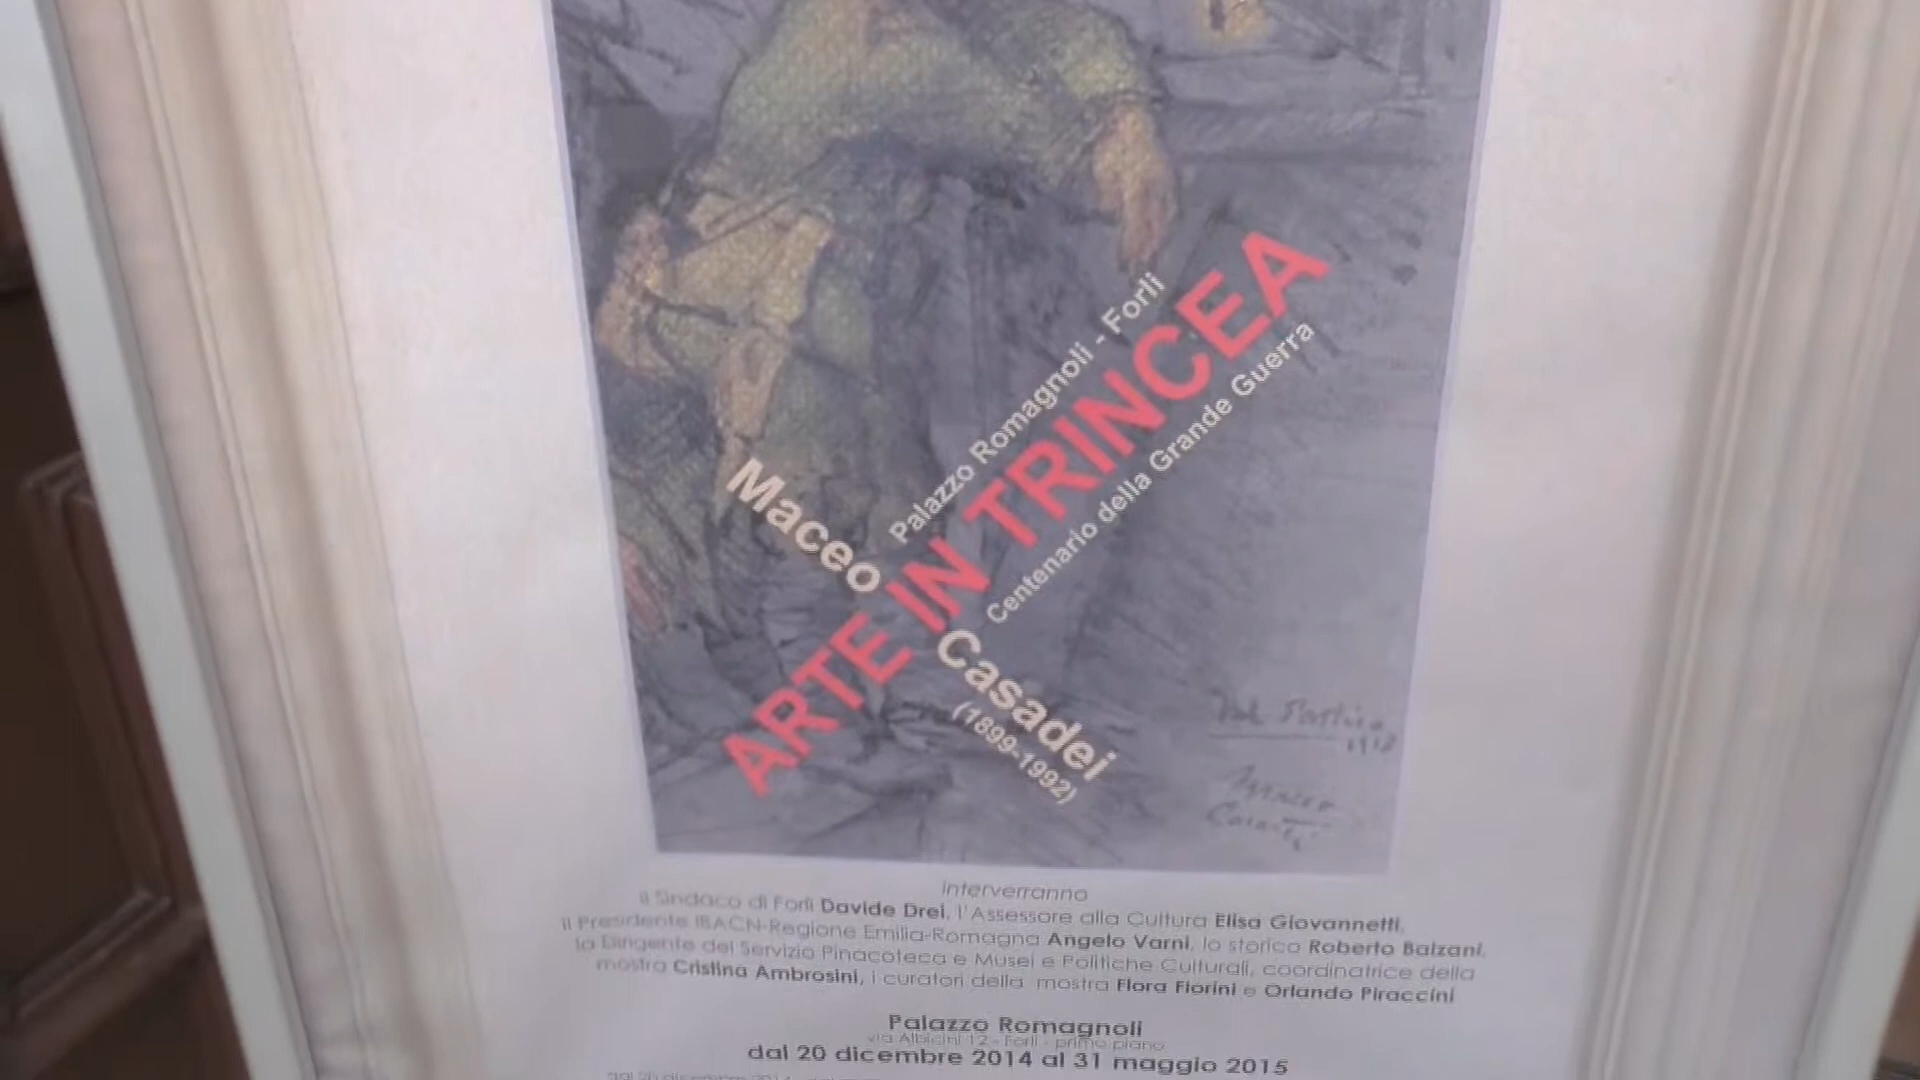 Palazzo Romagnoli - Forlì
ARTE IN TRINCEA
Centenario della Grande Guerra
Maceo
Casadei
(1899-1992)
1918
interverranno
il Sindaco di Forlì Davide Drei, l'Assessore alla Cultura Elisa Giovannetti,
il Presidente IBACN-Regione Emilia-Romagna Angelo Varni, lo storico Roberto Balzani,
la Dirigente del Servizio Pinacoteca e Musei e Politiche Culturali, coordinatrice della
mostra Cristina Ambrosini, i curatori della mostra Flora Fiorini e Orlando Piraccini
Palazzo Romagnoli
via Albicini 12 - Forlì - primo piano
dal 20 dicembre 2014 al 31 maggio 2015